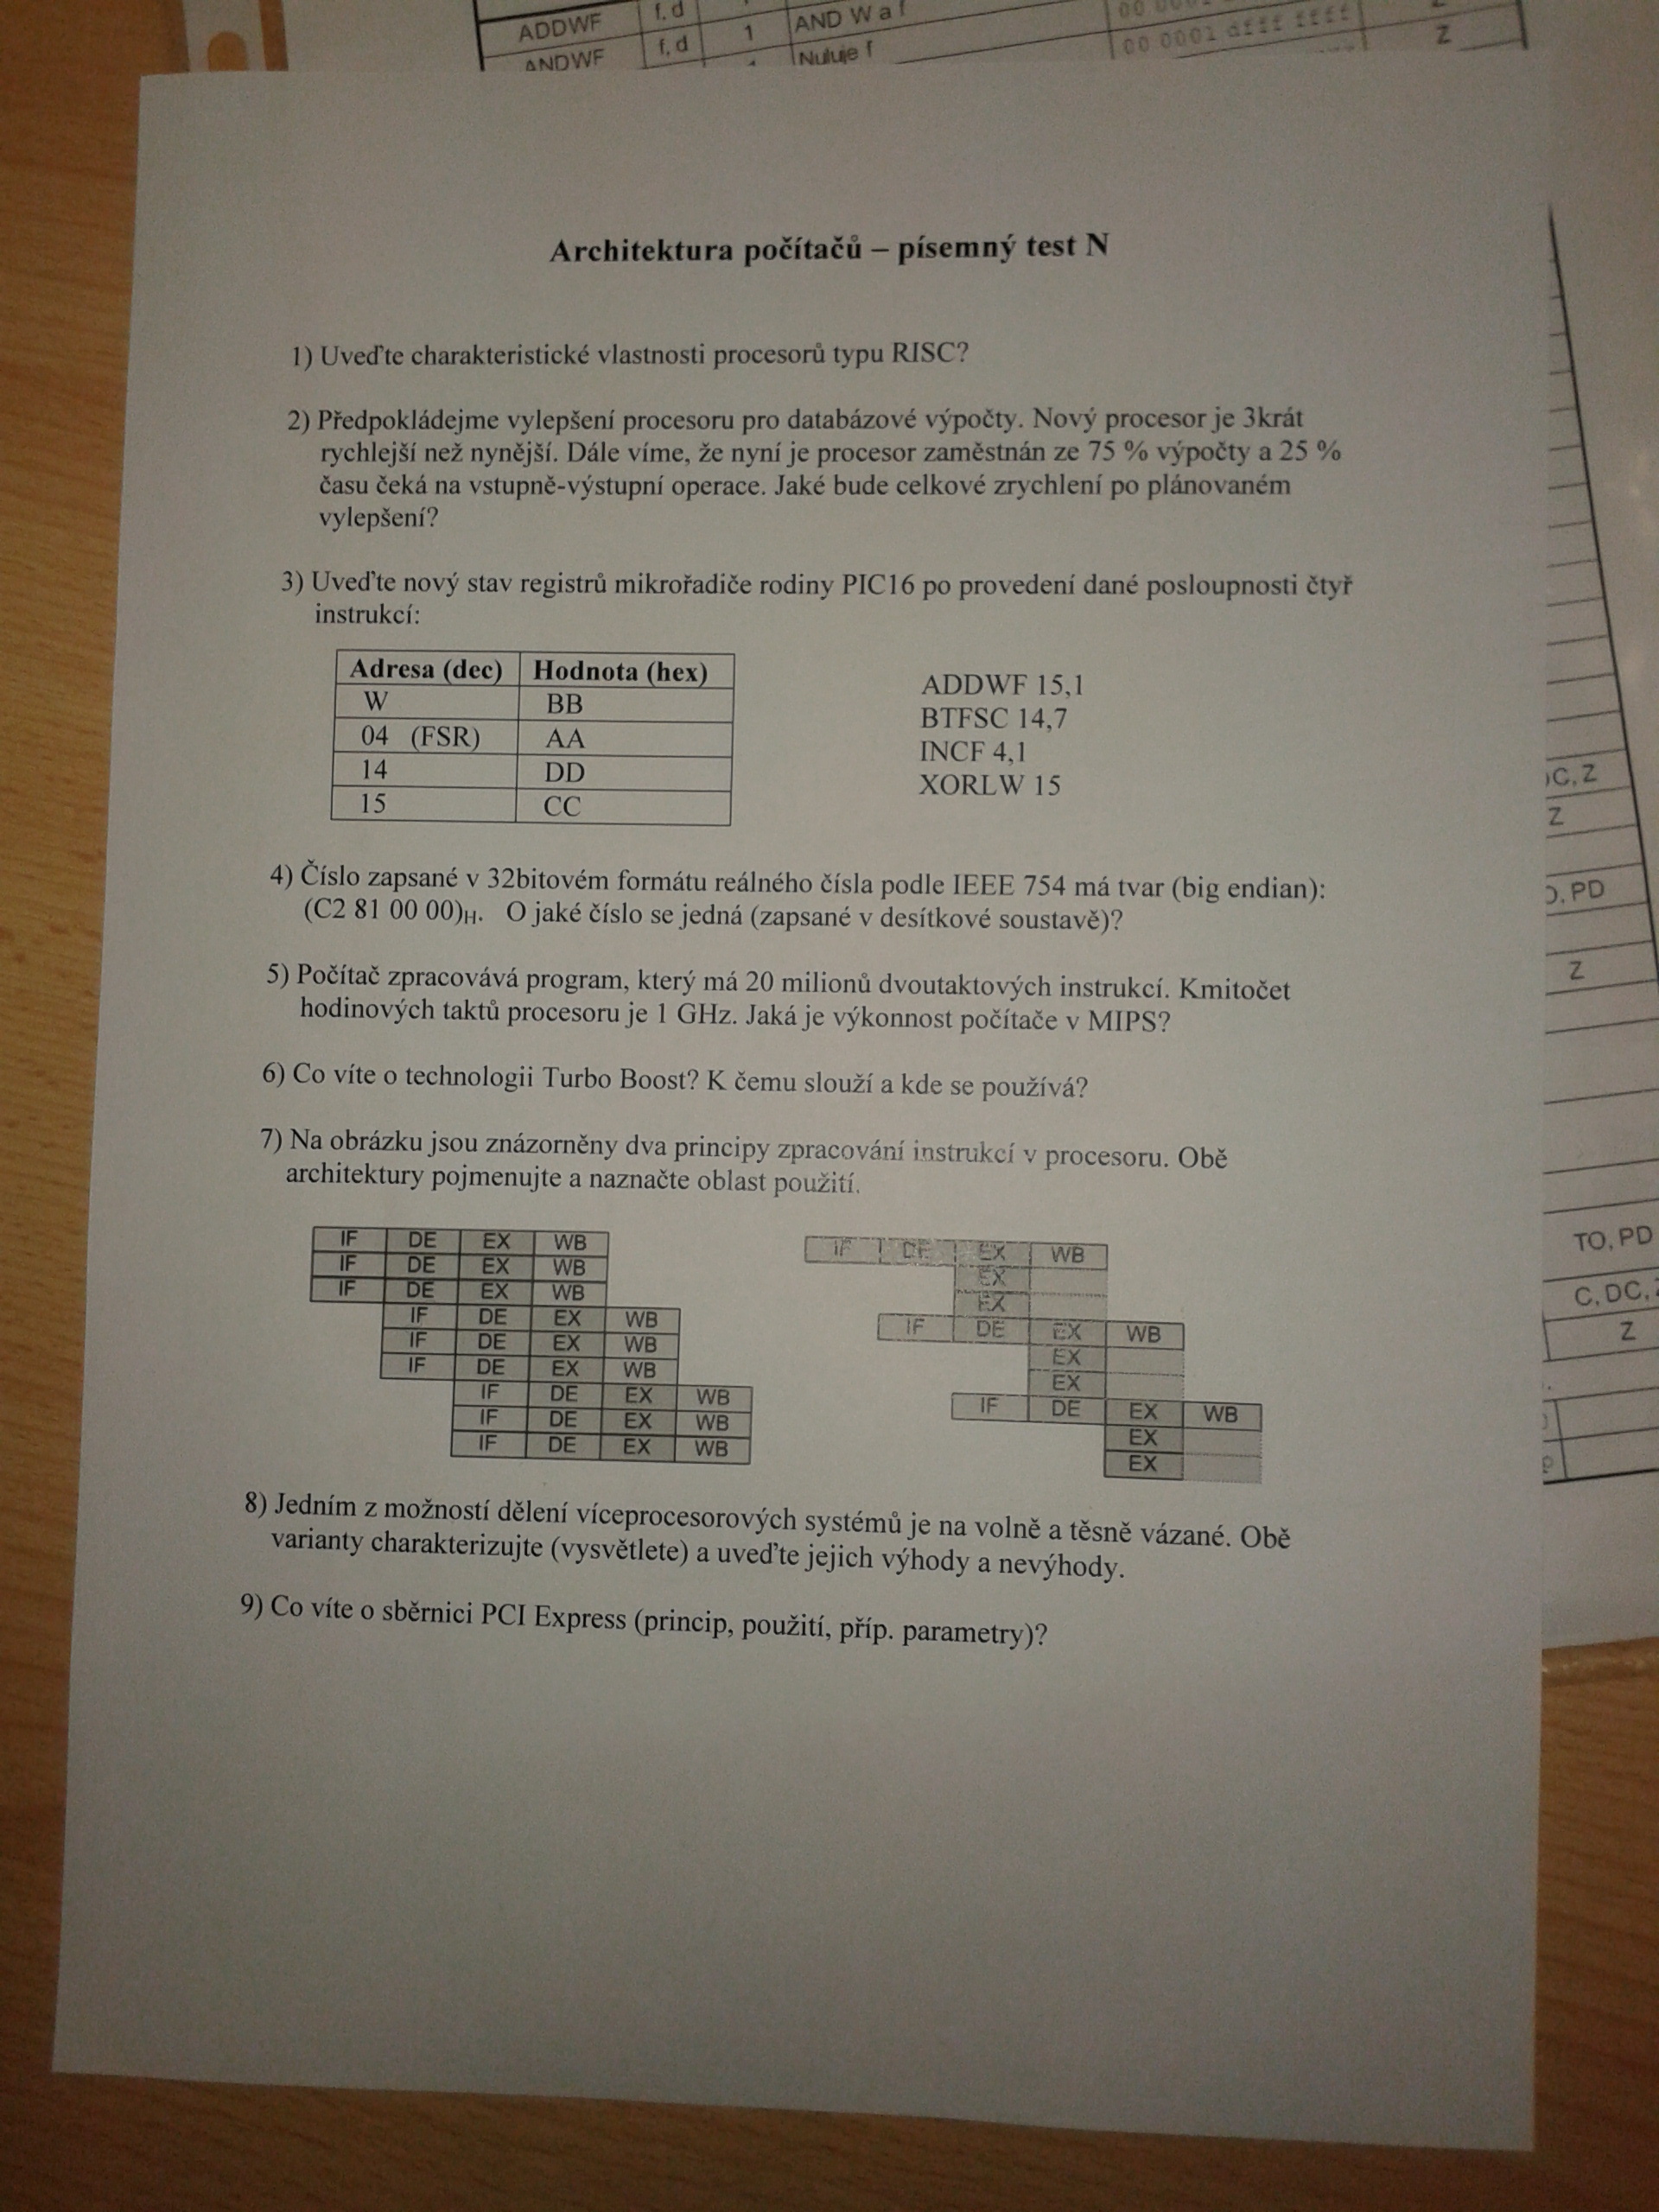 ADDWF f, d 1 AND W a f
ANDWF f, d Nuluje f 00 0001 dfff ffff Z
Architektura počítačů – písemný test N
1) Uveďte charakteristické vlastnosti procesorů typu RISC?
2) Předpokládejme vylepšení procesoru pro databázové výpočty. Nový procesor je 3krát
rychlejší než nynější. Dále víme, že nyní je procesor zaměstnán ze 75 % výpočty a 25 %
času čeká na vstupně-výstupní operace. Jaké bude celkové zrychlení po plánovaném
vylepšení?
3) Uveďte nový stav registrů mikrořadiče rodiny PIC16 po provedení dané posloupnosti čtyř
instrukcí:
Adresa (dec) Hodnota (hex)
W BB
04 (FSR) AA
14 DD
15 CC
ADDWF 15,1
BTFSC 14,7
INCF 4,1
XORLW 15
4) Číslo zapsané v 32bitovém formátu reálného čísla podle IEEE 754 má tvar (big endian):
(C2 81 00 00)H. O jaké číslo se jedná (zapsané v desítkové soustavě)?
5) Počítač zpracovává program, který má 20 milionů dvoutaktových instrukcí. Kmitočet
hodinových taktů procesoru je 1 GHz. Jaká je výkonnost počítače v MIPS?
6) Co víte o technologii Turbo Boost? K čemu slouží a kde se používá?
7) Na obrázku jsou znázorněny dva principy zpracování instrukcí v procesoru. Obě
architektury pojmenujte a naznačte oblast použití.
IF DE EX WB
IF DE EX WB
IF DE EX WB
IF DE EX WB
IF DE EX WB
IF DE EX WB
IF DE EX WB
IF DE EX WB
IF DE EX WB
IF DE EX WB
EX
EX
IF DE EX WB
EX
EX
IF DE EX WB
EX
EX
8) Jedním z možností dělení víceprocesorových systémů je na volně a těsně vázané. Obě
varianty charakterizujte (vysvětlete) a uveďte jejich výhody a nevýhody.
9) Co víte o sběrnici PCI Express (princip, použití, příp. parametry)?
C, Z
Z
PD
Z
TO, PD
C, DC,
Z